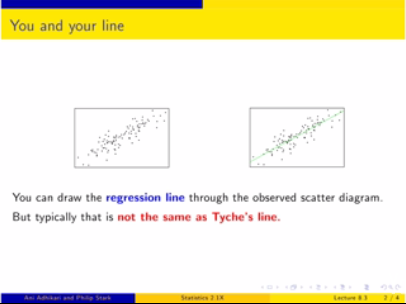 You and your line
You can draw the regression line through the observed scatter diagram.
But typically that is not the same as Tyche's line.
Ani Adhikari and Philip Stark
Statistics 2.1X
Lecture 8.3
2 / 4